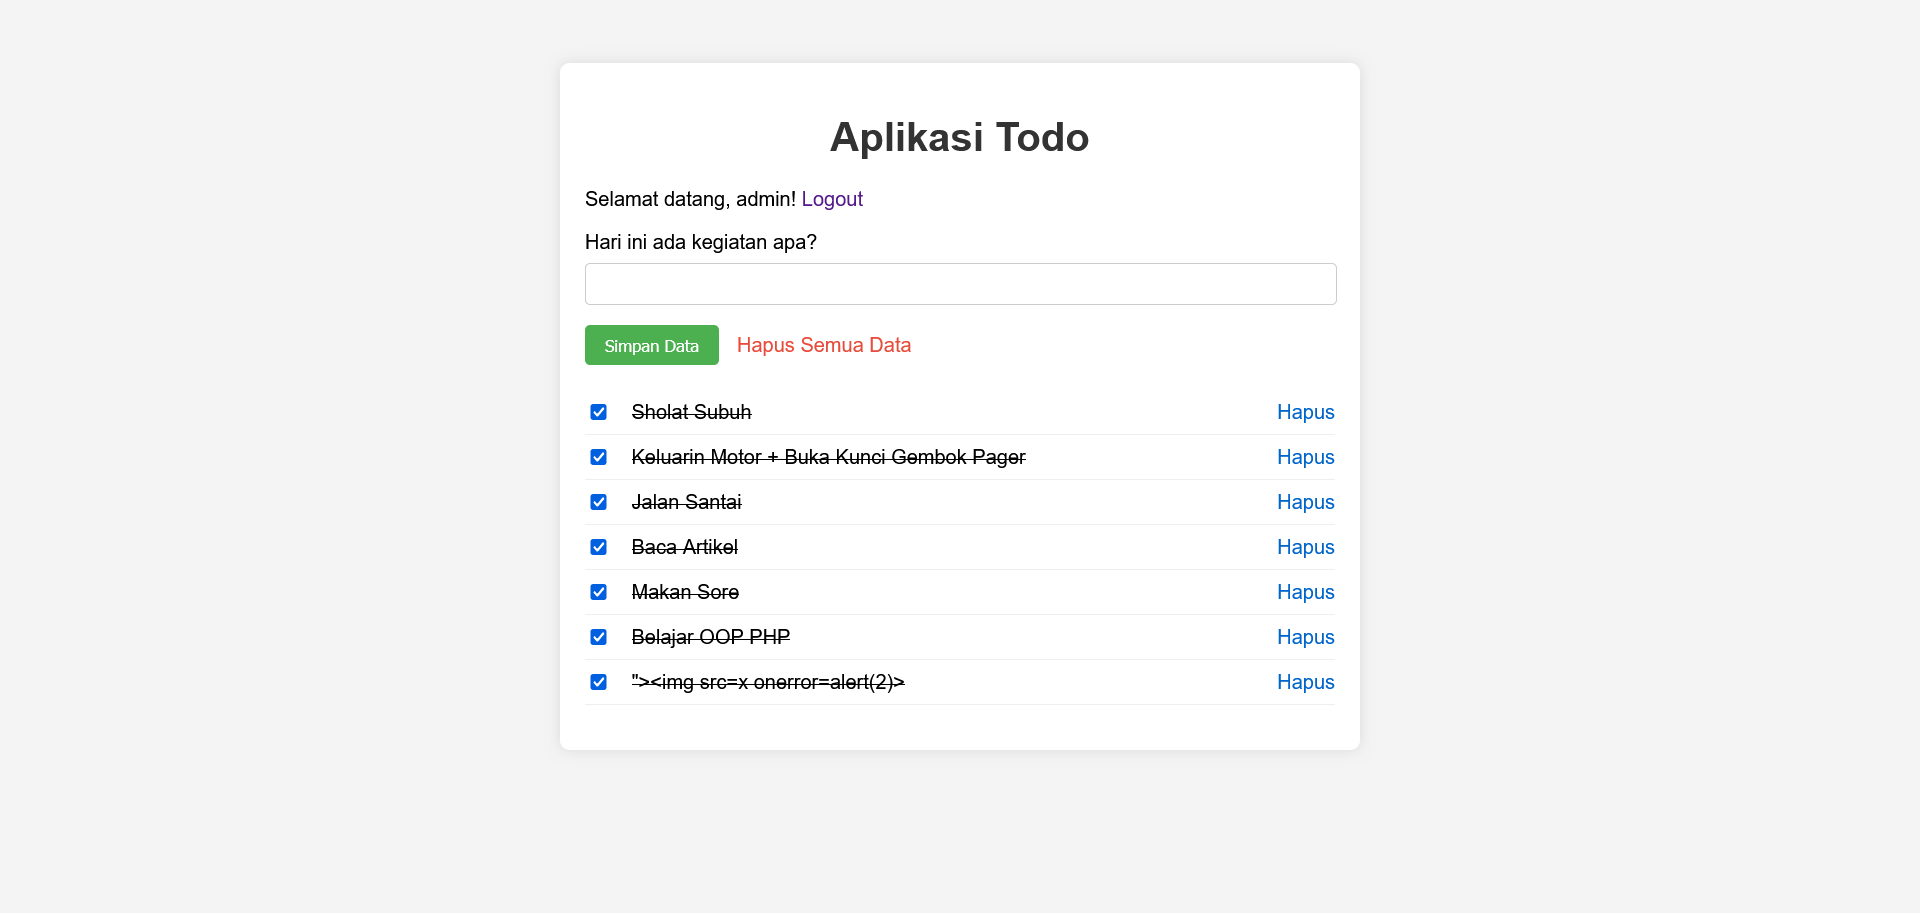 Aplikasi Todo
Selamat datang, admin! Logout
Hari ini ada kegiatan apa?
Simpan Data Hapus Semua Data
Sholat Subuh Hapus
Keluarin Motor + Buka Kunci Gembok Pager Hapus
Jalan Santai Hapus
Baca Artikel Hapus
Makan Sore Hapus
Belajar OOP PHP Hapus
"><img src=x onerror=alert(2)> Hapus